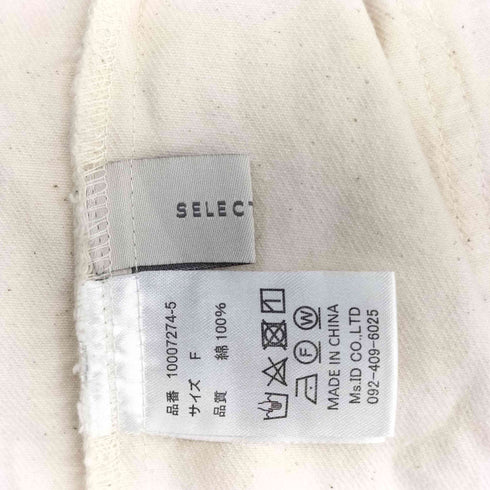 SELECT
品番 10007274-5
サイズ F
品質 綿 100%
F W
MADE IN CHINA
Ms.ID CO.,LTD
092-409-6025